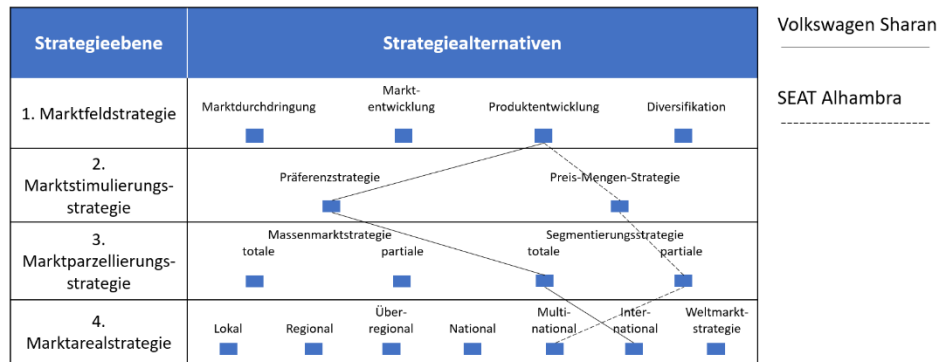 Strategieebene
Strategiealternativen
Volkswagen Sharan
SEAT Alhambra
1. Marktfeldstrategie
Marktdurchdringung
Markt-
entwicklung
Produktentwicklung
Diversifikation
2.
Marktstimulierungs-
strategie
Präferenzstrategie
Preis-Mengen-Strategie
3.
Marktparzellierungs-
strategie
Massenmarktstrategie
totale
partiale
Segmentierungsstrategie
totale
partiale
4.
Marktarealstrategie
Lokal
Regional
Über-
regional
National
Multi-
national
Inter-
national
Weltmarkt-
strategie